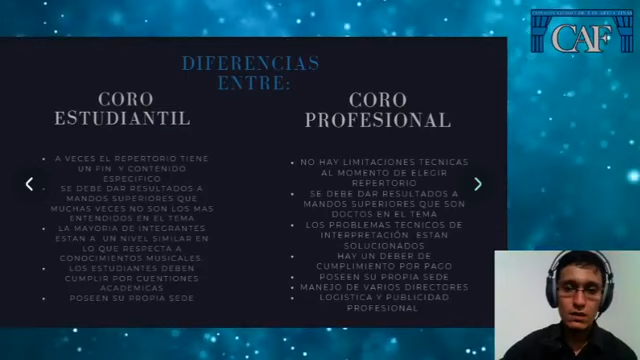 DIFERENCIAS
ENTRE:
CORO
ESTUDIANTIL
A VECES EL REPERTORIO TIENE
UN FIN Y CONTENIDO
ESPECIFICO
SE DEBE DAR RESULTADOS A
MANDOS SUPERIORES QUE
MUCHAS VECES NO SON LOS MAS
ENTENDIDOS EN EL TEMA
LA MAYORIA DE INTEGRANTES
ESTAN A UN NIVEL SIMILAR EN
LO QUE RESPECTA A
CONOCIMIENTOS MUSICALES.
LOS ESTUDIANTES DEBEN
CUMPLIR POR CUENTIONES
ACADEMICAS
POSEEN SU PROPIA SEDE
CORO
PROFESIONAL
NO HAY LIMITACIONES TECNICAS
AL MOMENTO DE ELEGIR
REPERTORIO
SE DEBE DAR RESULTADOS A
MANDOS SUPERIORES QUE SON
DOCTOS EN EL TEMA
LOS PROBLEMAS TECNICOS DE
INTERPRETACIÓN ESTAN
SOLUCIONADOS
HAY UN DEBER DE
CUMPLIMIENTO POR PAGO
POSEEN SU PROPIA SEDE
MANEJO DE VARIOS DIRECTORES
LOGISTICA Y PUBLICIDAD
PROFESIONAL
CAF